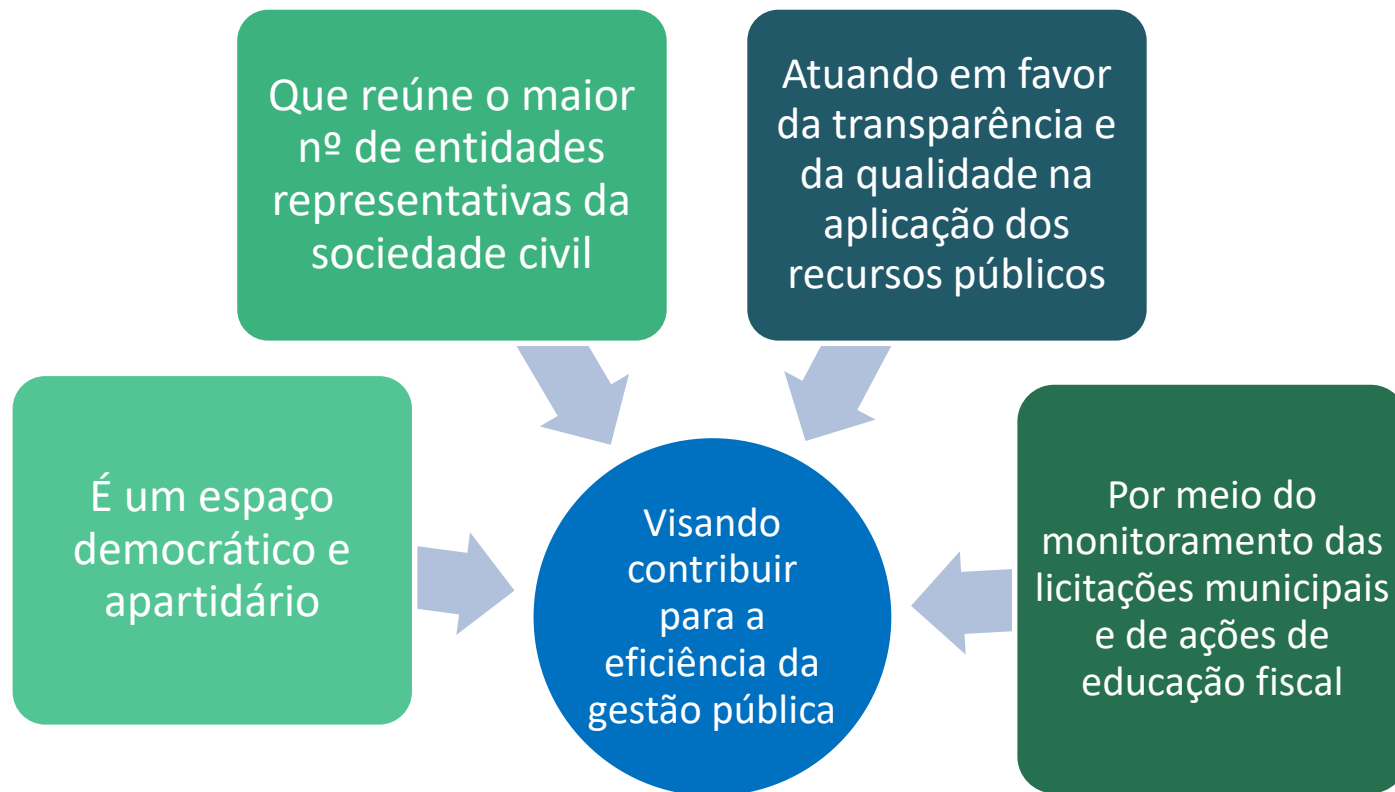 É um espaço
democrático e
apartidário
Que reúne o maior
nº de entidades
representativas da
sociedade civil
Atuando em favor
da transparência e
da qualidade na
aplicação dos
recursos públicos
Por meio do
monitoramento das
licitações municipais
e de ações de
educação fiscal
Visando
contribuir
para a
eficiência da
gestão pública